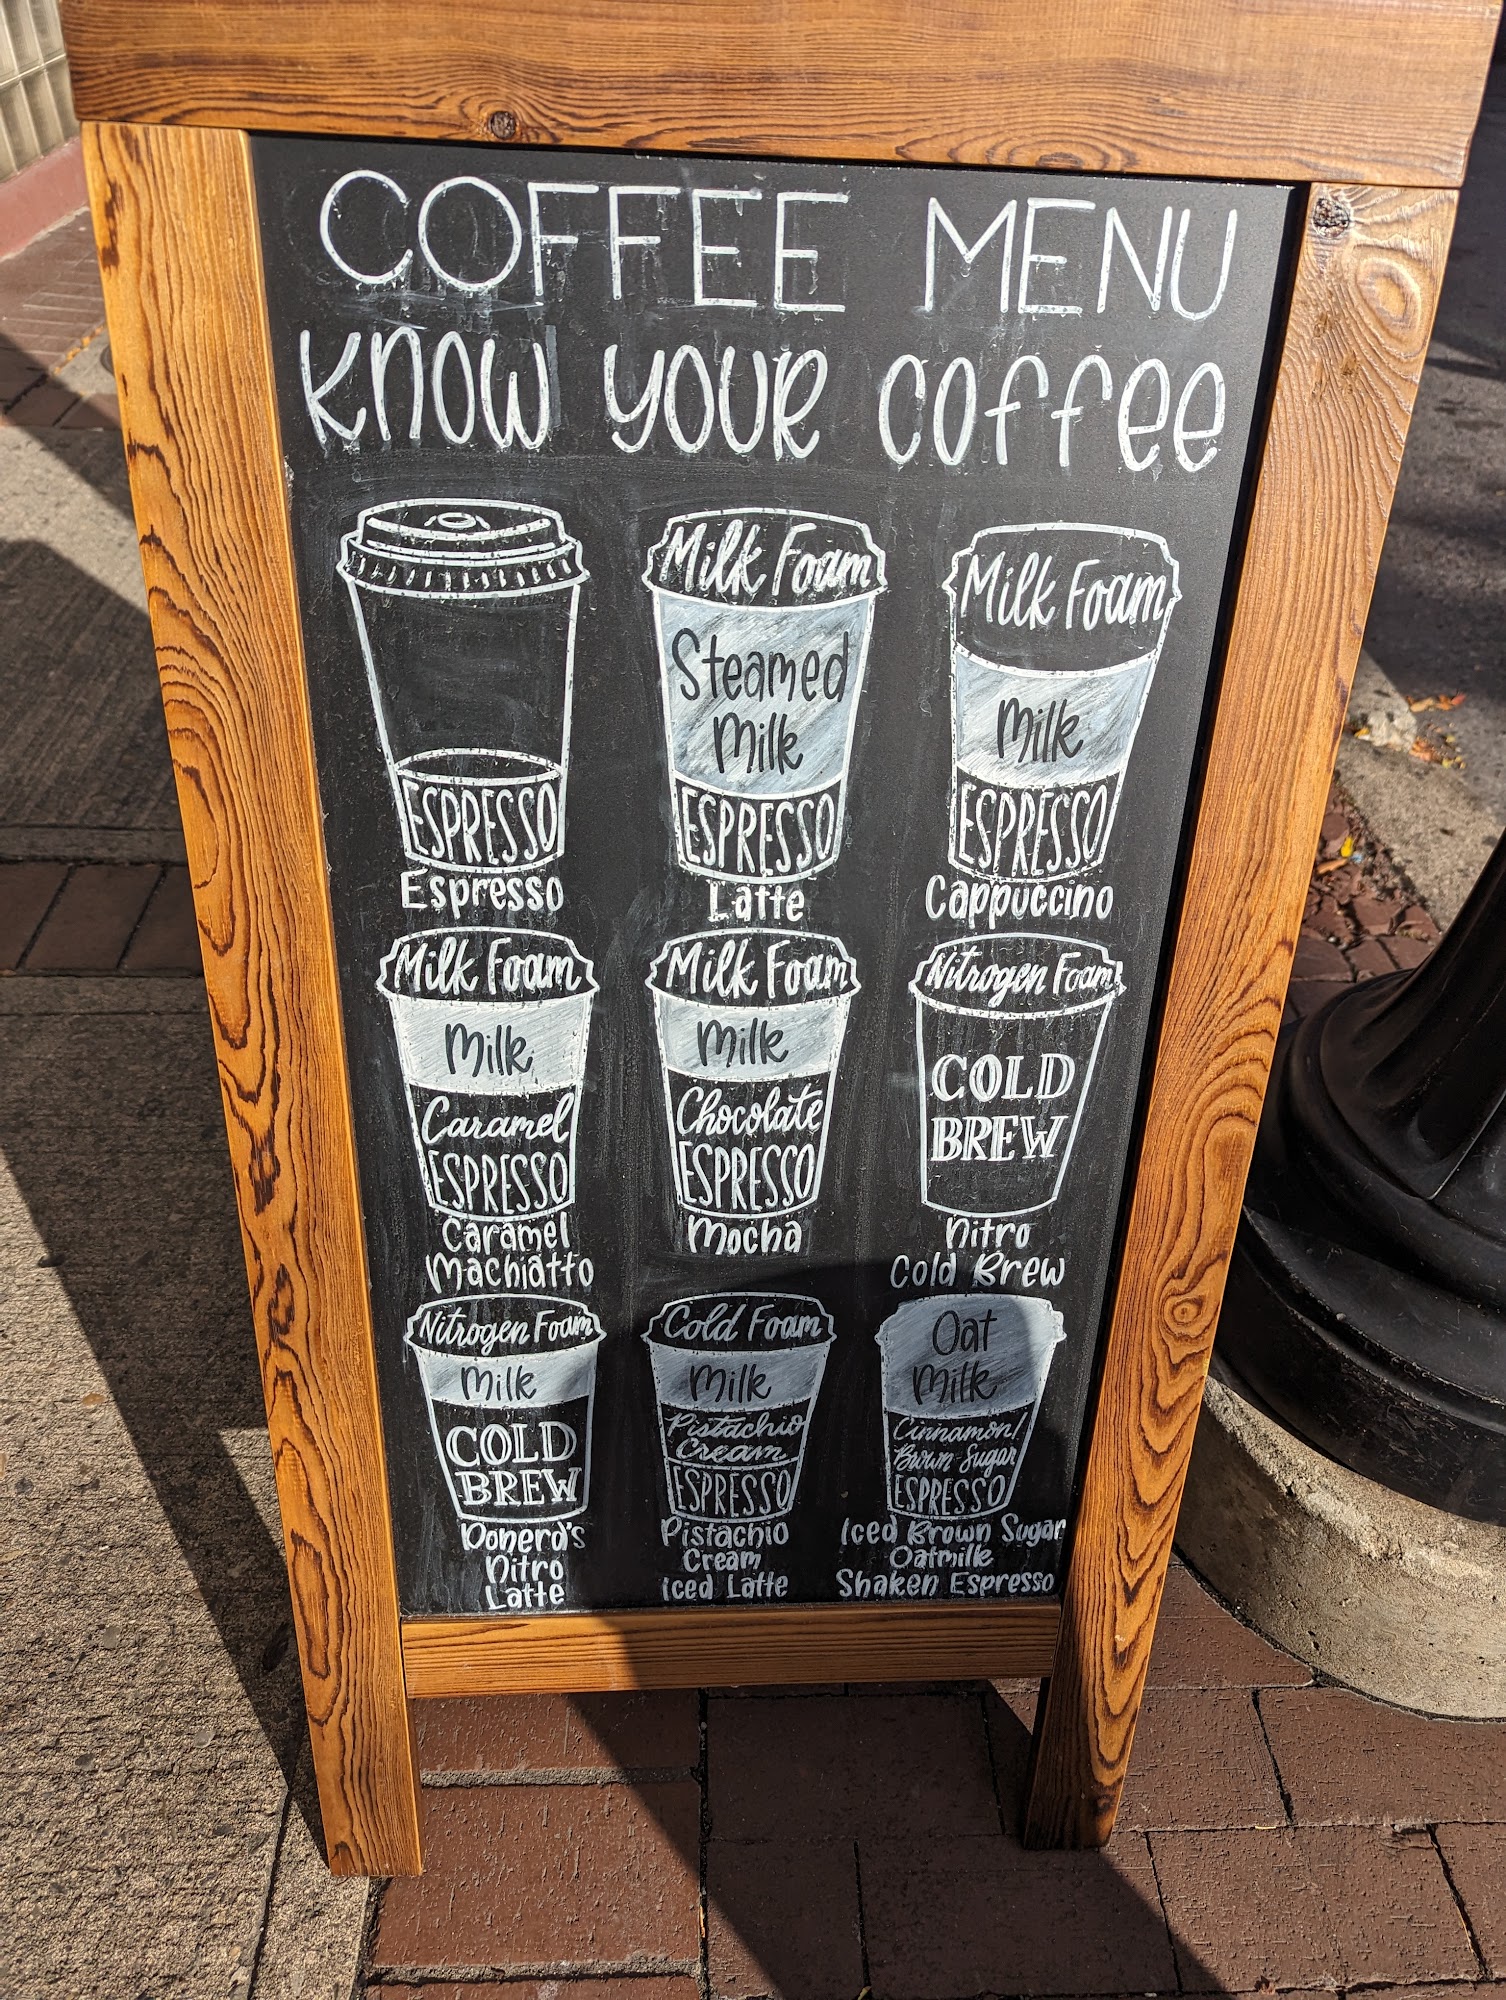 COFFEE MENU
KNOW YOUR COFFEE
ESPRESSO
Espresso
Milk Foam
Steamed
Milk
ESPRESSO
Latte
Milk Foam
Milk
ESPRESSO
Cappuccino
Milk Foam
Milk
Caramel
ESPRESSO
Caramel
Machiatto
Milk Foam
Milk
Chocolate
ESPRESSO
Mocha
Nitrogen Foam
COLD
BREW
Nitro
Cold Brew
Nitrogen Foam
Milk
COLD
BREW
Donerd's
Nitro
Latte
Cold Foam
Milk
Pistachio
Cream
ESPRESSO
Pistachio
Cream
Iced Latte
Oat
Milk
Cinnamon/
Brown Sugar
ESPRESSO
Iced Brown Sugar
Oatmilk
Shaken Espresso